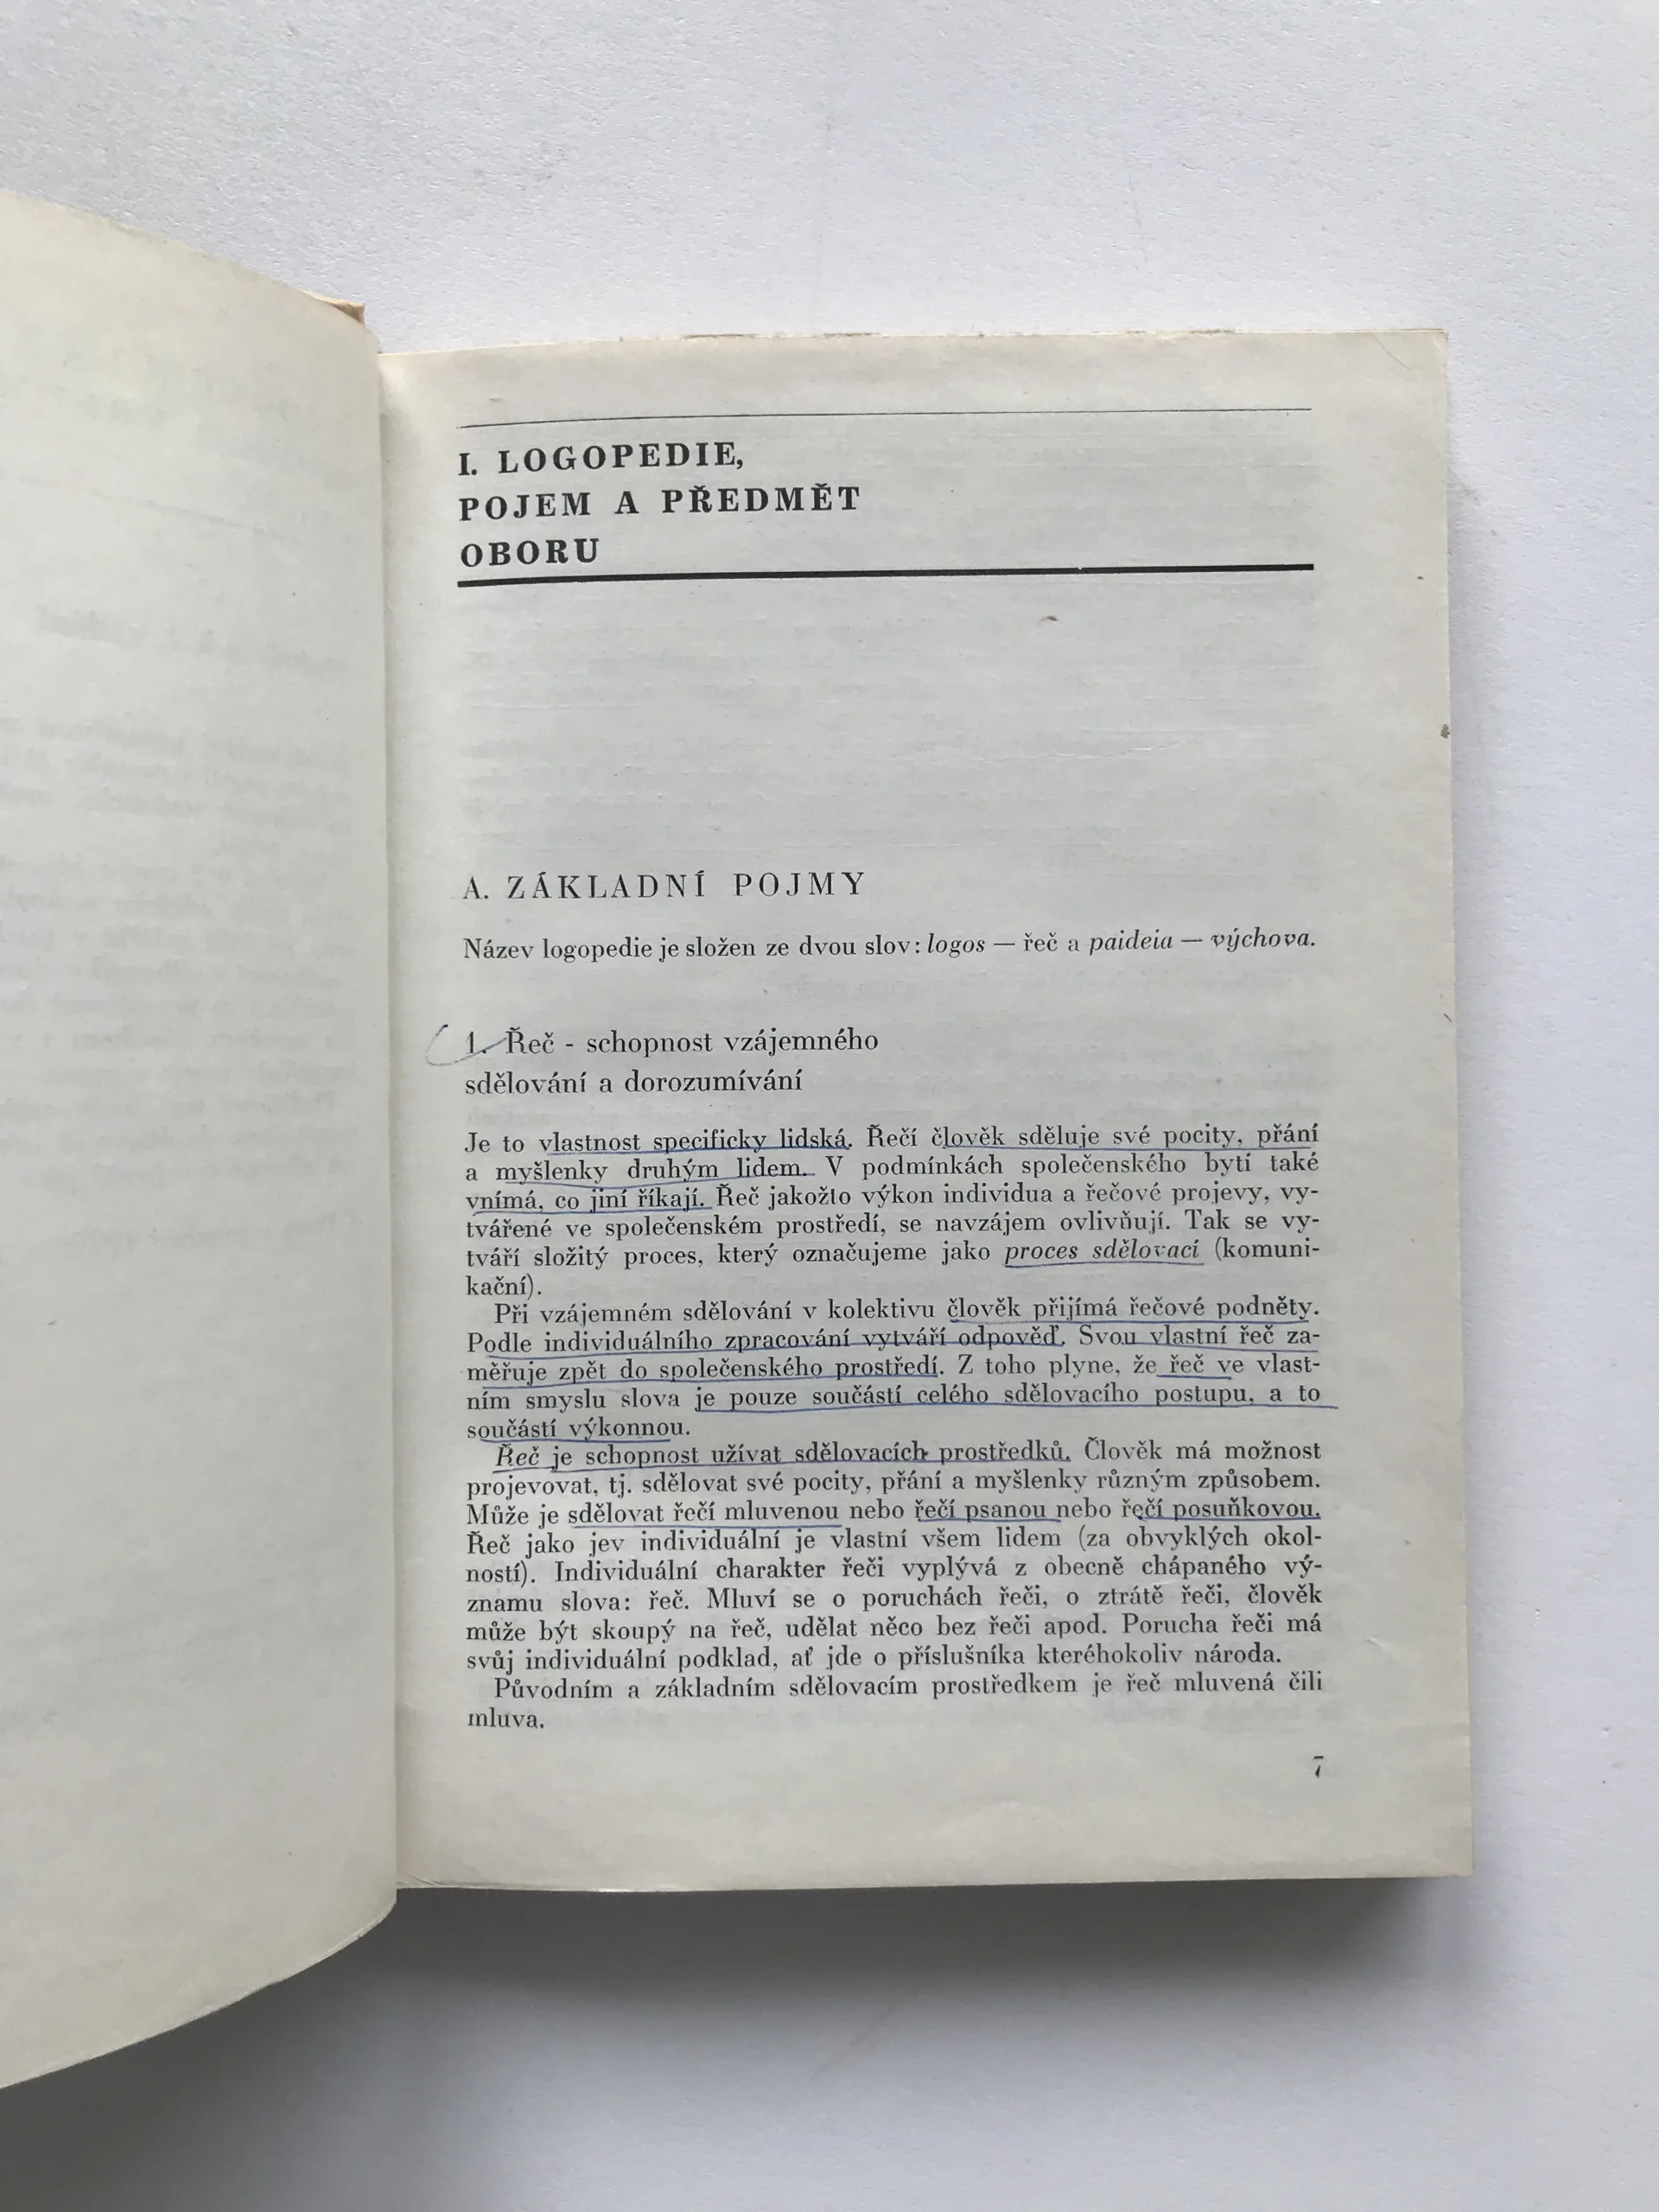 I. LOGOPEDIE,
POJEM A PŘEDMĚT
OBORU
A. ZÁKLADNÍ POJMY
Název logopedie je složen ze dvou slov: logos — řeč a paideia — výchova.
1. Řeč - schopnost vzájemného
sdělování a dorozumívání
Je to vlastnost specificky lidská. Řečí člověk sděluje své pocity, přání
a myšlenky druhým lidem. V podmínkách společenského bytí také
vnímá, co jiní říkají. Řeč jakožto výkon individua a řečové projevy, vy-
tvářené ve společenském prostředí, se navzájem ovlivňují. Tak se vy-
tváří složitý proces, který označujeme jako proces sdělovací (komuni-
kační).
Při vzájemném sdělování v kolektivu člověk přijímá řečové podněty.
Podle individuálního zpracování vytváří odpověď. Svou vlastní řeč za-
měřuje zpět do společenského prostředí. Z toho plyne, že řeč ve vlast-
ním smyslu slova je pouze součástí celého sdělovacího postupu, a to
součástí výkonnou.
Řeč je schopnost užívat sdělovacích prostředků. Člověk má možnost
projevovat, tj. sdělovat své pocity, přání a myšlenky různým způsobem.
Může je sdělovat řečí mluvenou nebo řečí psanou nebo řečí posuňkovou.
Řeč jako jev individuální je vlastní všem lidem (za obvyklých okol-
ností). Individuální charakter řeči vyplývá z obecně chápaného vý-
znamu slova: řeč. Mluví se o poruchách řeči, o ztrátě řeči, člověk
může být skoupý na řeč, udělat něco bez řeči apod. Porucha řeči má
svůj individuální podklad, ať jde o příslušníka kteréhokoliv národa.
Původním a základním sdělovacím prostředkem je řeč mluvená čili
mluva.
7